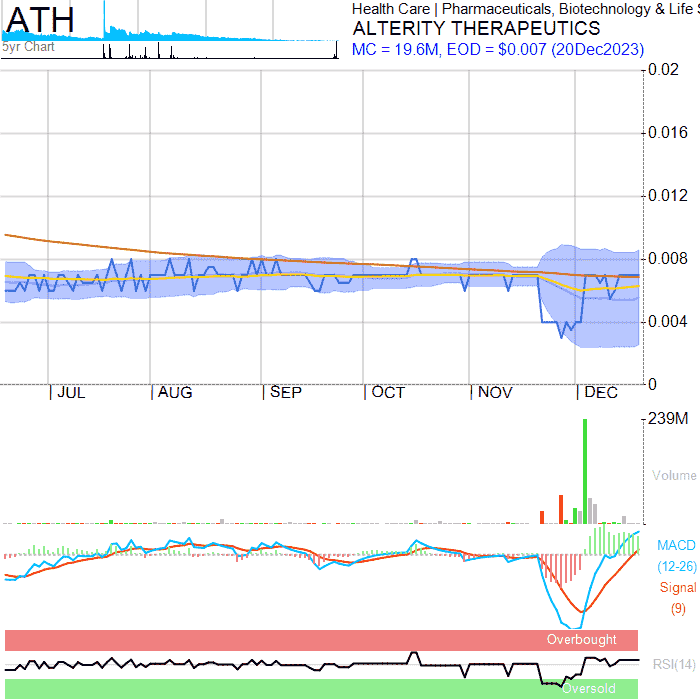 ATH
5yr Chart
Health Care | Pharmaceuticals, Biotechnology & Life S
ALTERITY THERAPEUTICS
MC = 19.6M, EOD = $0.007 (20Dec2023)
0.02
0.016
0.012
0.008
0.004
0
JUL AUG SEP OCT NOV DEC
239M
Volume
MACD
(12-26)
Signal
(9)
Overbought
RSI(14)
Oversold